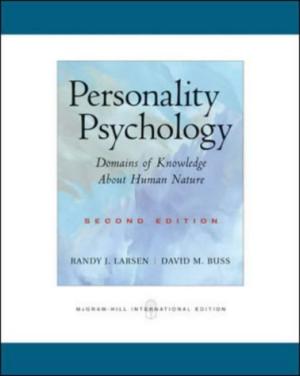 Personality
Psychology
Domains of Knowledge
About Human Nature
SECOND EDITION
RANDY J. LARSEN | DAVID M. BUSS
McGRAW-HILL INTERNATIONAL EDITION